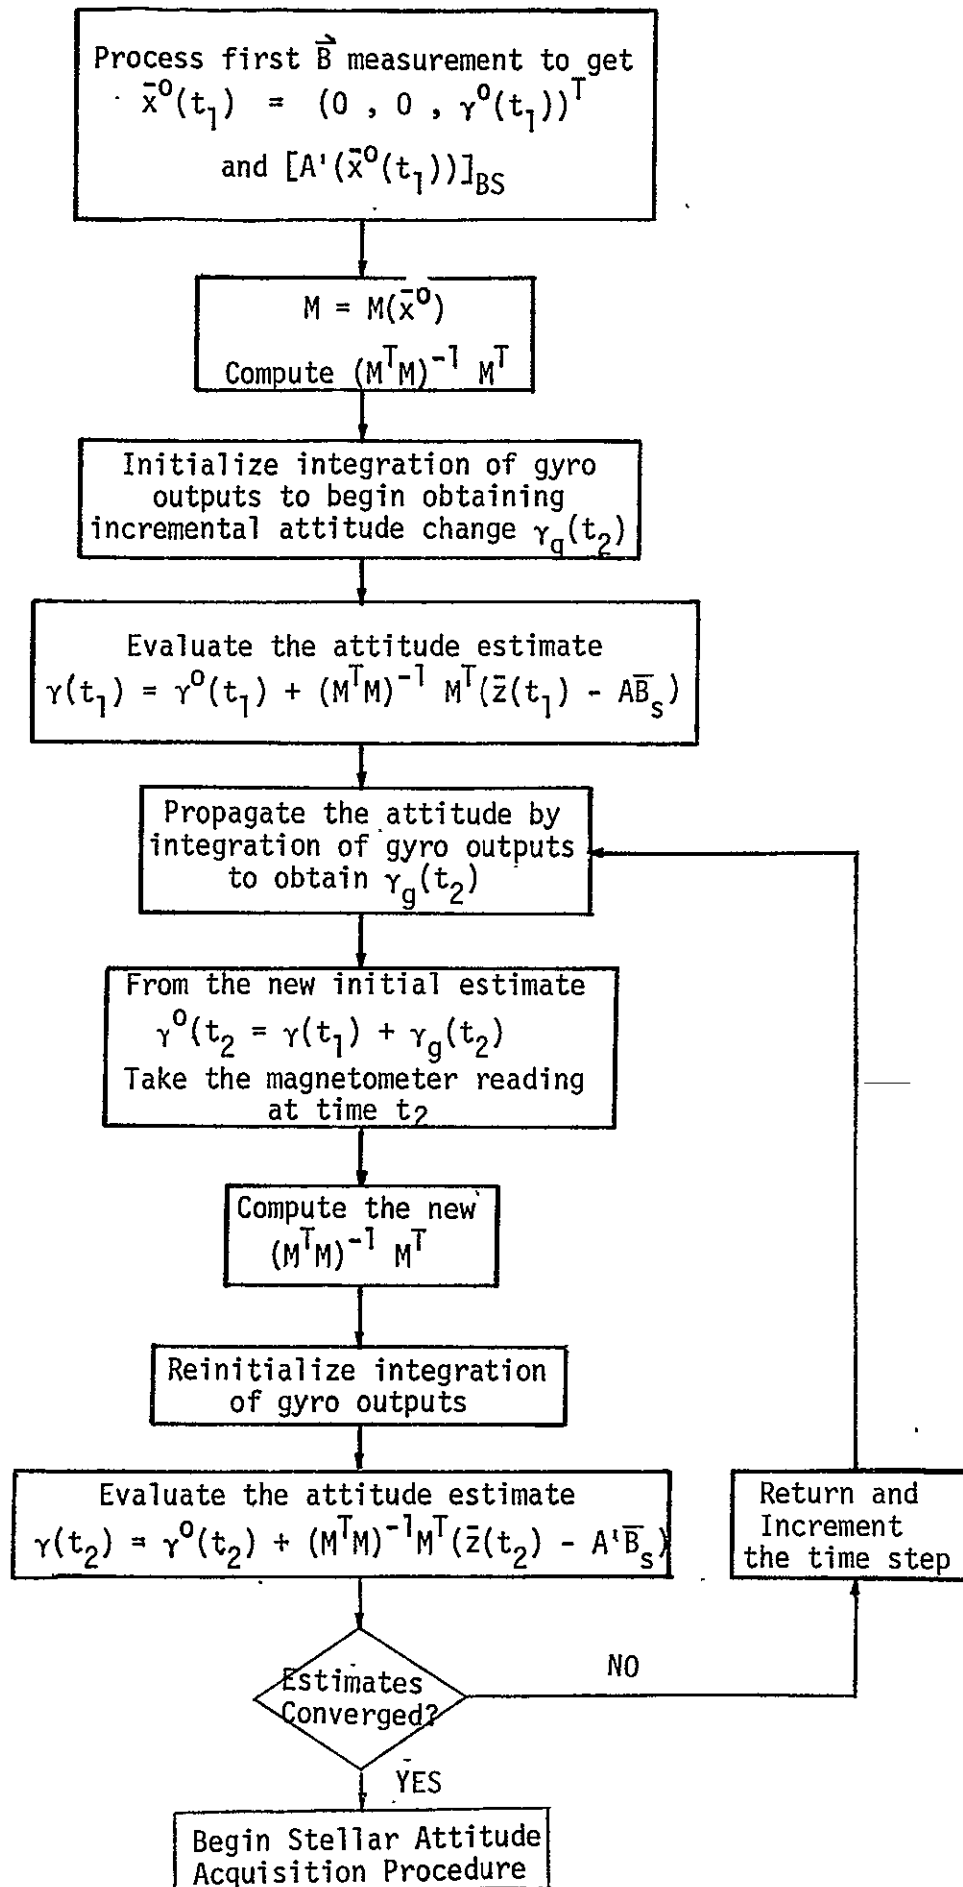 Process first B⃗ measurement to get
x̄⁰(t₁) = (0 , 0 , γ⁰(t₁))ᵀ
and [A'(x̄⁰(t₁))]BS
M = M(x̄⁰)
Compute (MᵀM)⁻¹ Mᵀ
Initialize integration of gyro
outputs to begin obtaining
incremental attitude change γg(t₂)
Evaluate the attitude estimate
γ(t₁) = γ⁰(t₁) + (MᵀM)⁻¹ Mᵀ(z̄(t₁) - AB̄s)
Propagate the attitude by
integration of gyro outputs
to obtain γg(t₂)
From the new initial estimate
γ⁰(t₂ = γ(t₁) + γg(t₂)
Take the magnetometer reading
at time t₂
Compute the new
(MᵀM)⁻¹ Mᵀ
Reinitialize integration
of gyro outputs
Evaluate the attitude estimate
γ(t₂) = γ⁰(t₂) + (MᵀM)⁻¹Mᵀ(z̄(t₂) - A'B̄s)
Return and
Increment
the time step
Estimates
Converged?
NO
YES
Begin Stellar Attitude
Acquisition Procedure